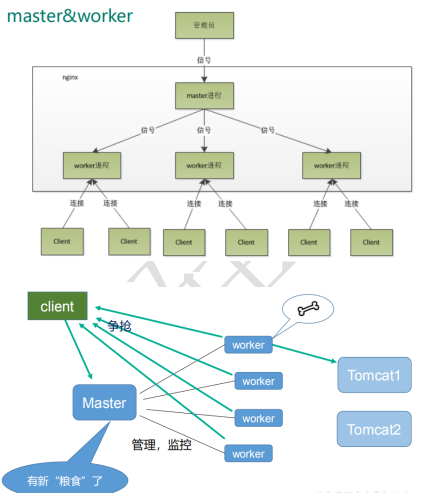 master&worker
管理员
信号
nginx
master进程
信号
信号
信号
worker进程
worker进程
worker进程
连接
连接
连接
连接
连接
连接
Client
Client
Client
Client
Client
Client
client
争抢
worker
worker
worker
worker
Master
Tomcat1
Tomcat2
管理，监控
有新“粮食”了